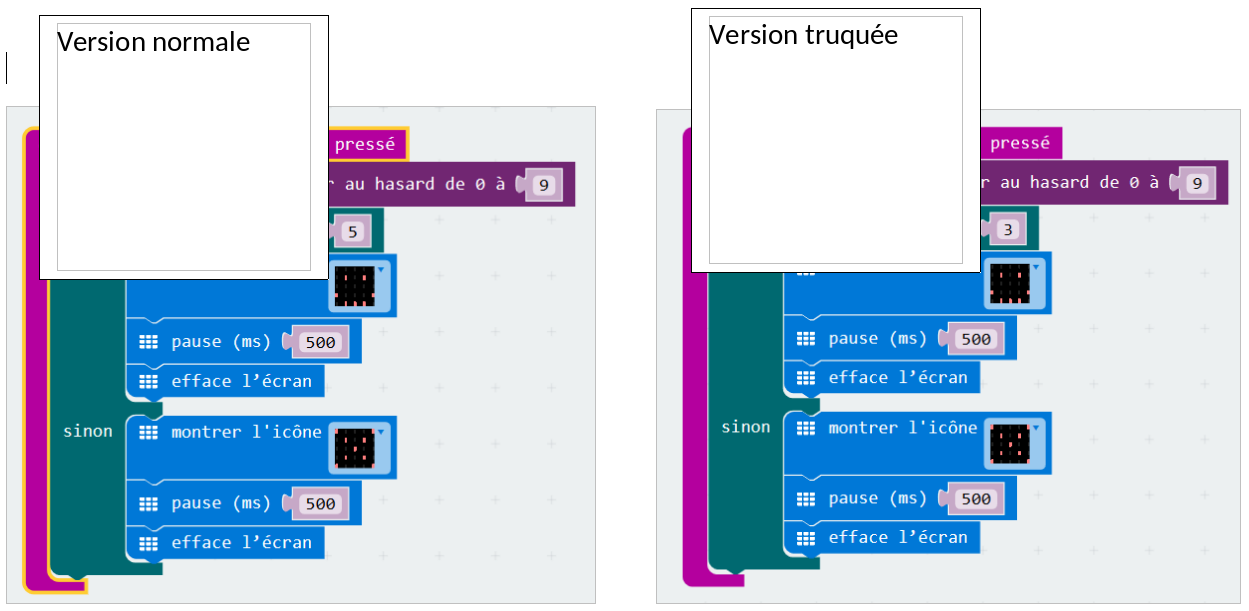 Version normale
pressé
au hasard de 0 à 9
5
pause (ms) 500
efface l’écran
sinon
montrer l'icône
pause (ms) 500
efface l’écran
Version truquée
pressé
r au hasard de 0 à 9
3
pause (ms) 500
efface l’écran
sinon
montrer l'icône
pause (ms) 500
efface l’écran